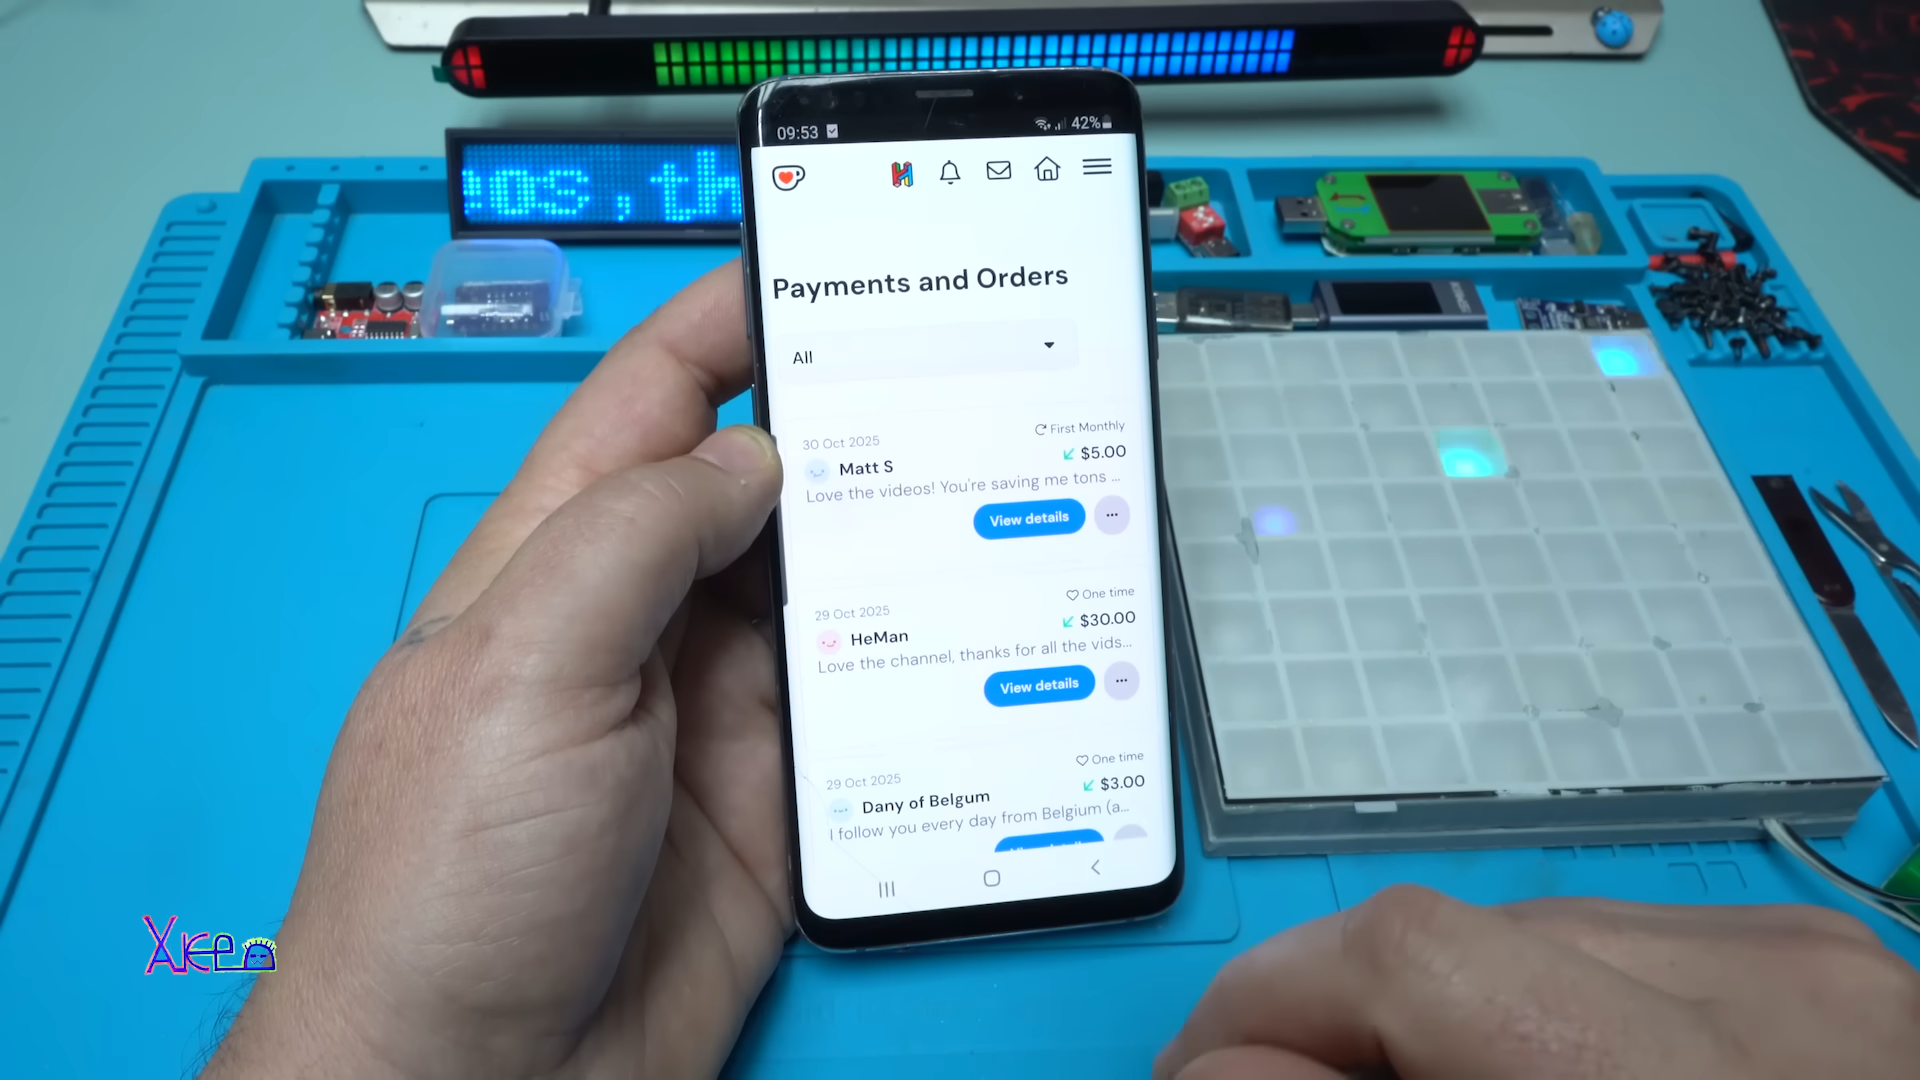 09:53
42%
:os, th
Payments and Orders
All
30 Oct 2025
First Monthly
Matt S
$5.00
Love the videos! You're saving me tons ...
View details
29 Oct 2025
One time
HeMan
$30.00
Love the channel, thanks for all the vids...
View details
29 Oct 2025
One time
Dany of Belgum
$3.00
I follow you every day from Belgium (a...
XKC